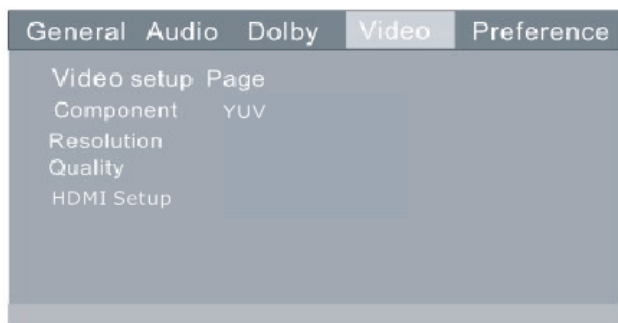 General Audio Dolby Video Preference
Video setup Page
Component YUV
Resolution
Quality
HDMI Setup